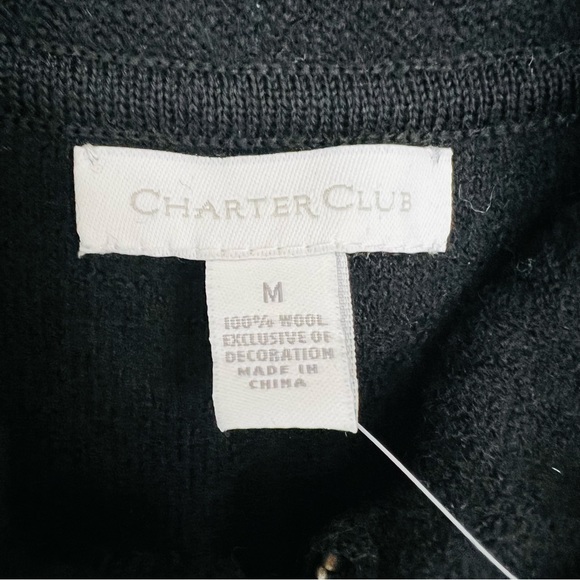 CHARTER CLUB
M
100% WOOL
EXCLUSIVE OF
DECORATION
MADE IN
CHINA